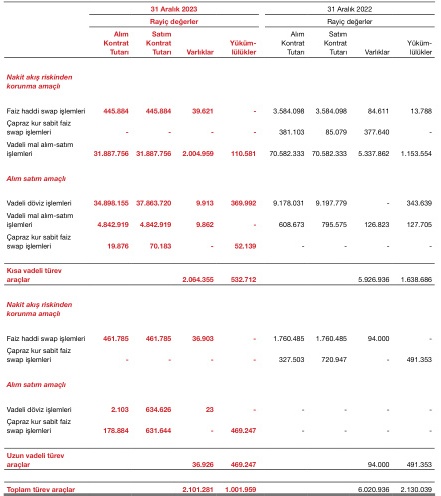 31 Aralık 2023 31 Aralık 2022
Rayiç değerler Rayiç değerler
Alım Satım Alım Satım
Kontrat Kontrat Yüküm- Kontrat Kontrat Yüküm-
Tutarı Tutarı Varlıklar lülükler Tutarı Tutarı Varlıklar lülükler
Nakit akış riskinden
korunma amaçlı
Faiz haddi swap işlemleri 445.884 445.884 39.621 - 3.584.098 3.584.098 84.611 13.788
Çapraz kur sabit faiz
swap işlemleri - - - - 381.103 85.079 377.640 -
Vadeli mal alım-satım
işlemleri 31.887.756 31.887.756 2.004.959 110.581 70.582.333 70.582.333 5.337.862 1.153.554
Alım satım amaçlı
Vadeli döviz işlemleri 34.898.155 37.863.720 9.913 369.992 9.178.031 9.197.779 - 343.639
Vadeli mal alım-satım
işlemleri 4.842.919 4.842.919 9.862 - 608.673 795.575 126.823 127.705
Çapraz kur sabit faiz
swap işlemleri 19.876 70.183 - 52.139 - - - -
Kısa vadeli türev
araçlar 2.064.355 532.712 5.926.936 1.638.686
Nakit akış riskinden
korunma amaçlı
Faiz haddi swap işlemleri 461.785 461.785 36.903 - 1.760.485 1.760.485 94.000 -
Çapraz kur sabit faiz
swap işlemleri - - - - 327.503 720.947 - 491.353
Alım satım amaçlı
Vadeli döviz işlemleri 2.103 634.626 23 - - - - -
Çapraz kur sabit faiz
swap işlemleri 178.884 631.644 - 469.247 - - - -
Uzun vadeli türev
araçlar 36.926 469.247 94.000 491.353
Toplam türev araçlar 2.101.281 1.001.959 6.020.936 2.130.039